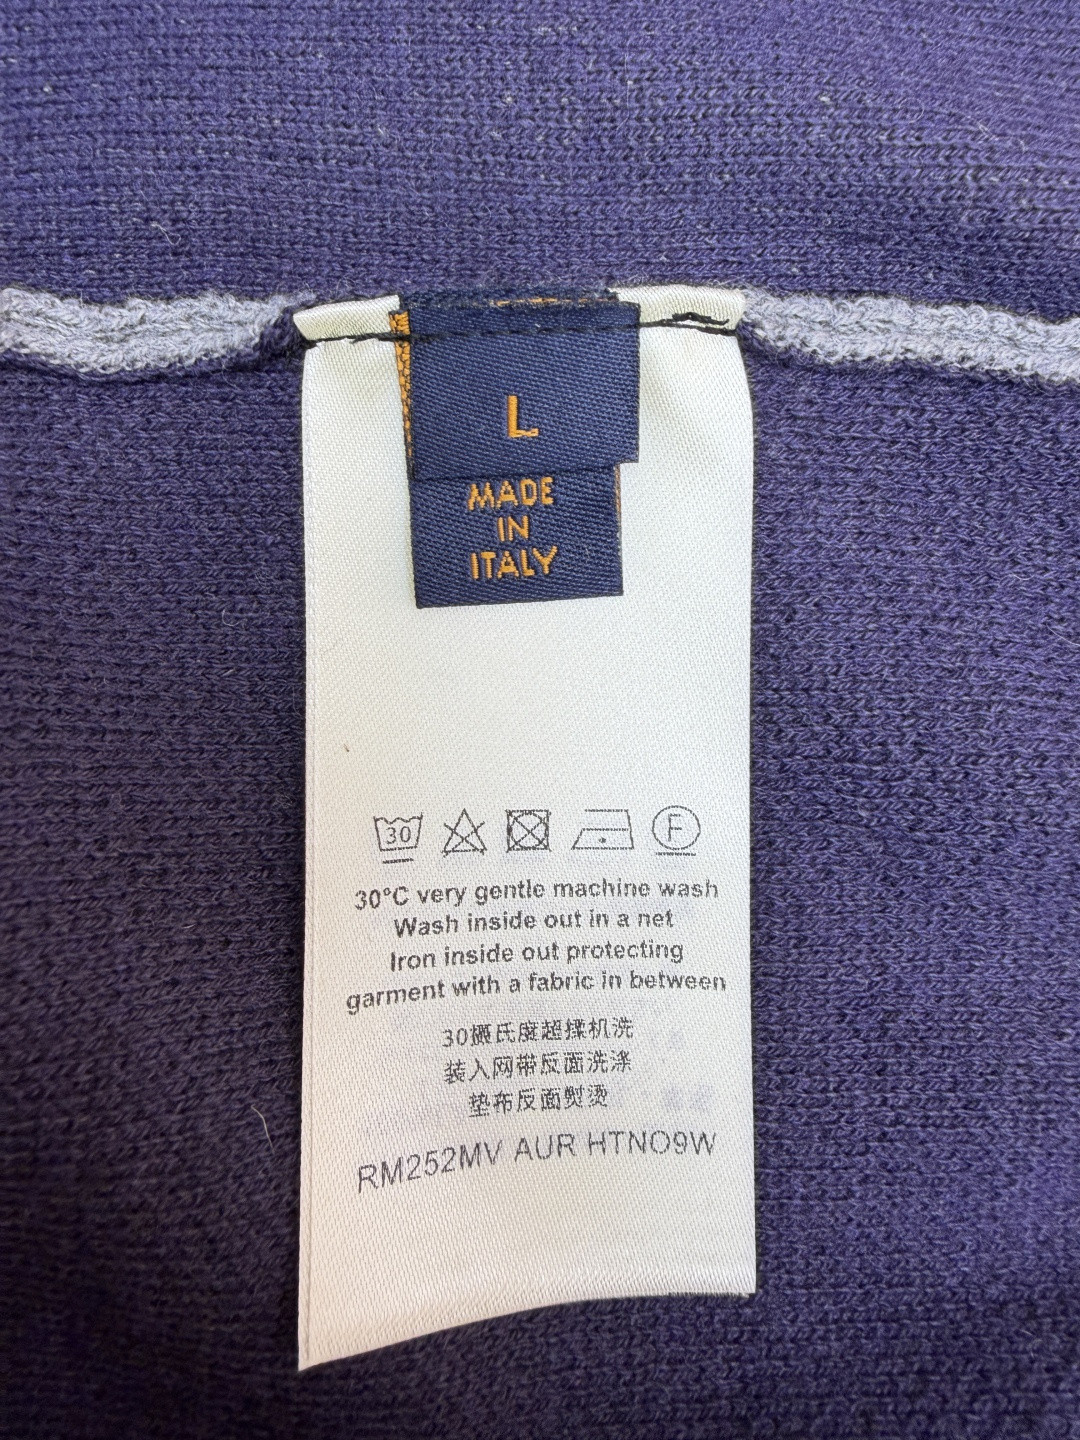 L
MADE
IN
ITALY
30 F
30°C very gentle machine wash
Wash inside out in a net
Iron inside out protecting
garment with a fabric in between
30摄氏度超揉机洗
装入网带反面洗涤
垫布反面熨烫
RM252MV AUR HTNO9W